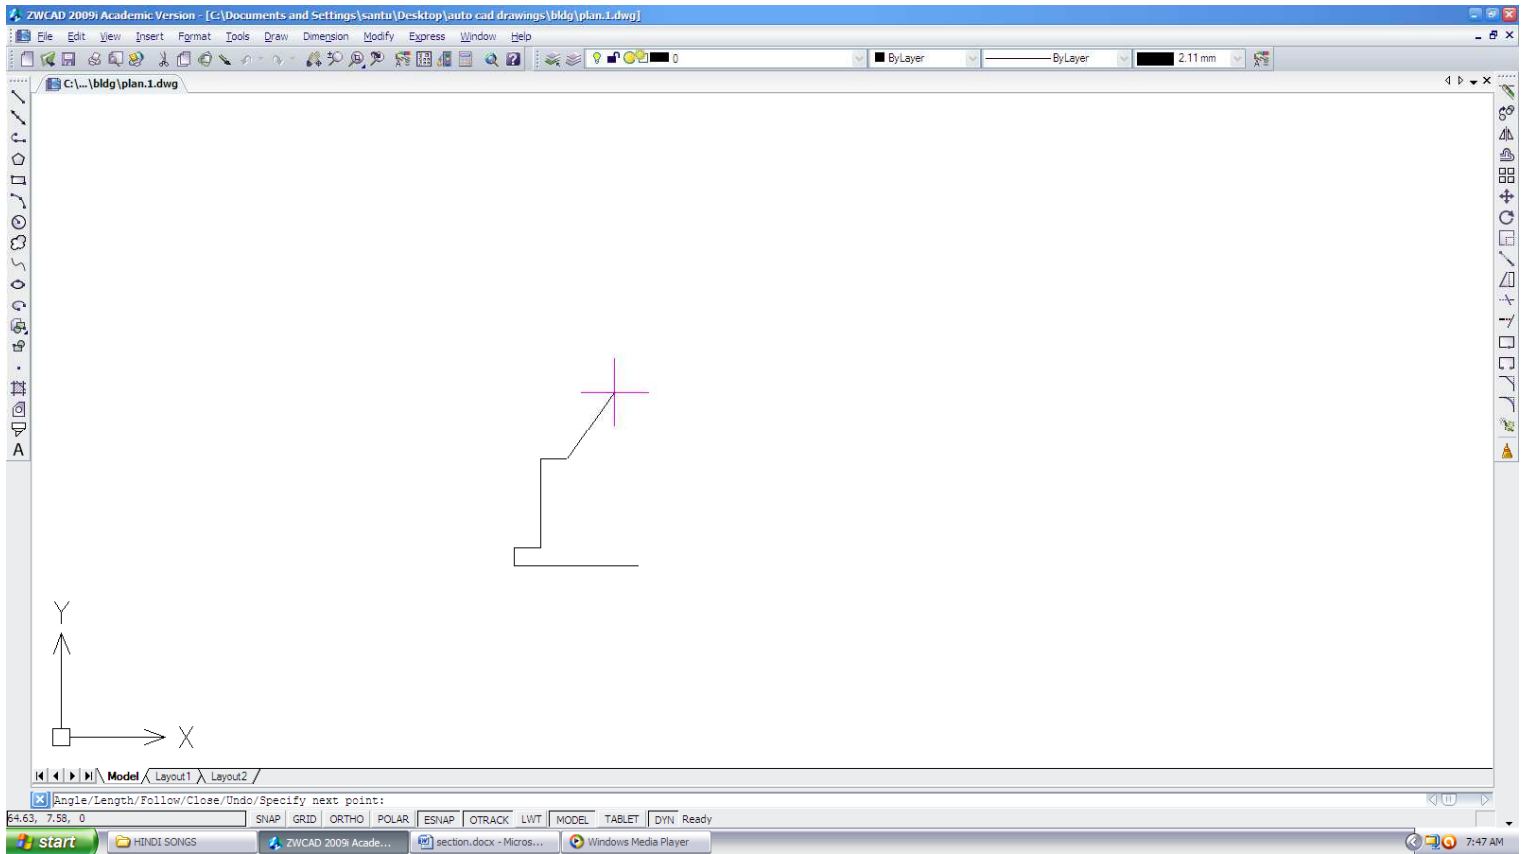 ZWCAD 2009i Academic Version - [C:\Documents and Settings\santu\Desktop\auto cad drawings\bldg\plan.1.dwg]
File Edit View Insert Format Tools Draw Dimension Modify Express Window Help
0 ByLayer ByLayer 2.11 mm
C:\...\bldg\plan.1.dwg
A
Y
X
Model Layout1 Layout2
Angle/Length/Follow/Close/Undo/Specify next point:
64.63, 7.58, 0 SNAP GRID ORTHO POLAR ESNAP OTRACK LWT MODEL TABLET DYN Ready
start HINDI SONGS ZWCAD 2009i Acade... section.docx - Micros... Windows Media Player 7:47 AM